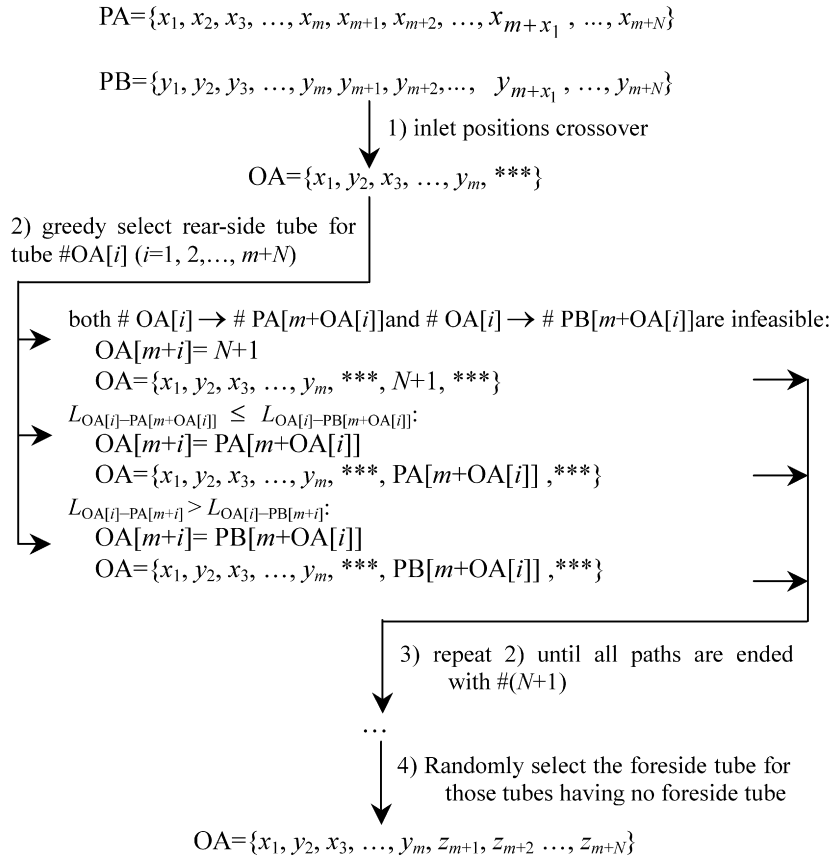 PA={x₁, x₂, x₃, …, xₘ, xₘ₊₁, xₘ₊₂, …, xₘ₊ₓ₁ , …, xₘ₊N}
PB={y₁, y₂, y₃, …, yₘ, yₘ₊₁, yₘ₊₂,…, yₘ₊ₓ₁ , …, yₘ₊N}
1) inlet positions crossover
OA={x₁, y₂, x₃, …, yₘ, ***}
2) greedy select rear-side tube for
tube #OA[i] (i=1, 2,…, m+N)
both # OA[i] → # PA[m+OA[i]]and # OA[i] → # PB[m+OA[i]]are infeasible:
OA[m+i]= N+1
OA={x₁, y₂, x₃, …, yₘ, ***, N+1, ***}
L OA[i]−PA[m+OA[i]] ≤ L OA[i]−PB[m+OA[i]]:
OA[m+i]= PA[m+OA[i]]
OA={x₁, y₂, x₃, …, yₘ, ***, PA[m+OA[i]] ,***}
L OA[i]−PA[m+i] > L OA[i]−PB[m+i]:
OA[m+i]= PB[m+OA[i]]
OA={x₁, y₂, x₃, …, yₘ, ***, PB[m+OA[i]] ,***}
3) repeat 2) until all paths are ended
with #(N+1)
…
4) Randomly select the foreside tube for
those tubes having no foreside tube
OA={x₁, y₂, x₃, …, yₘ, zₘ₊₁, zₘ₊₂ …, zₘ₊N}